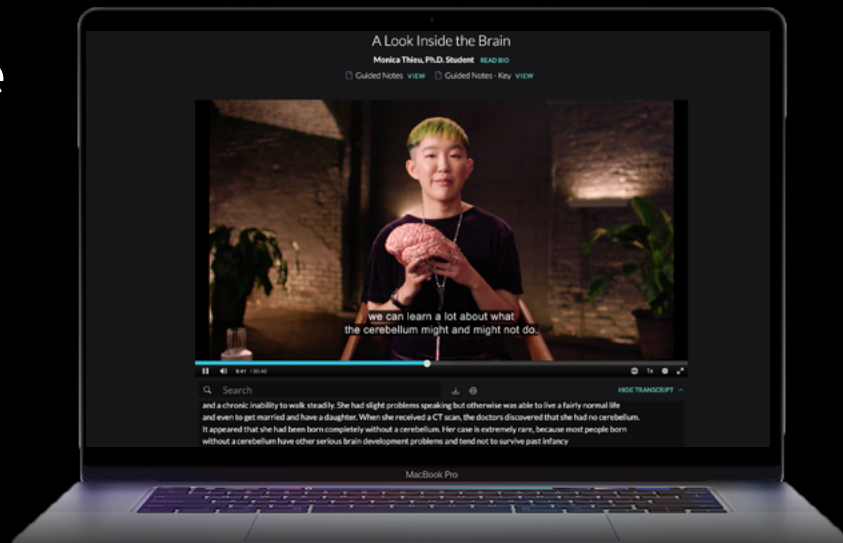 e
A Look Inside the Brain
Monica Thieu, Ph.D. Student READ BIO
Guided Notes VIEW Guided Notes - Key VIEW
we can learn a lot about what
the cerebellum might and might not do.
8:41 / 20:42
1x
Search
HIDE TRANSCRIPT
and a chronic inability to walk steadily. She had slight problems speaking but otherwise was able to live a fairly normal life
and even to get married and have a daughter. When she received a CT scan, the doctors discovered that she had no cerebellum.
It appeared that she had been born completely without a cerebellum. Her case is extremely rare, because most people born
without a cerebellum have other serious brain development problems and tend not to survive past infancy
MacBook Pro